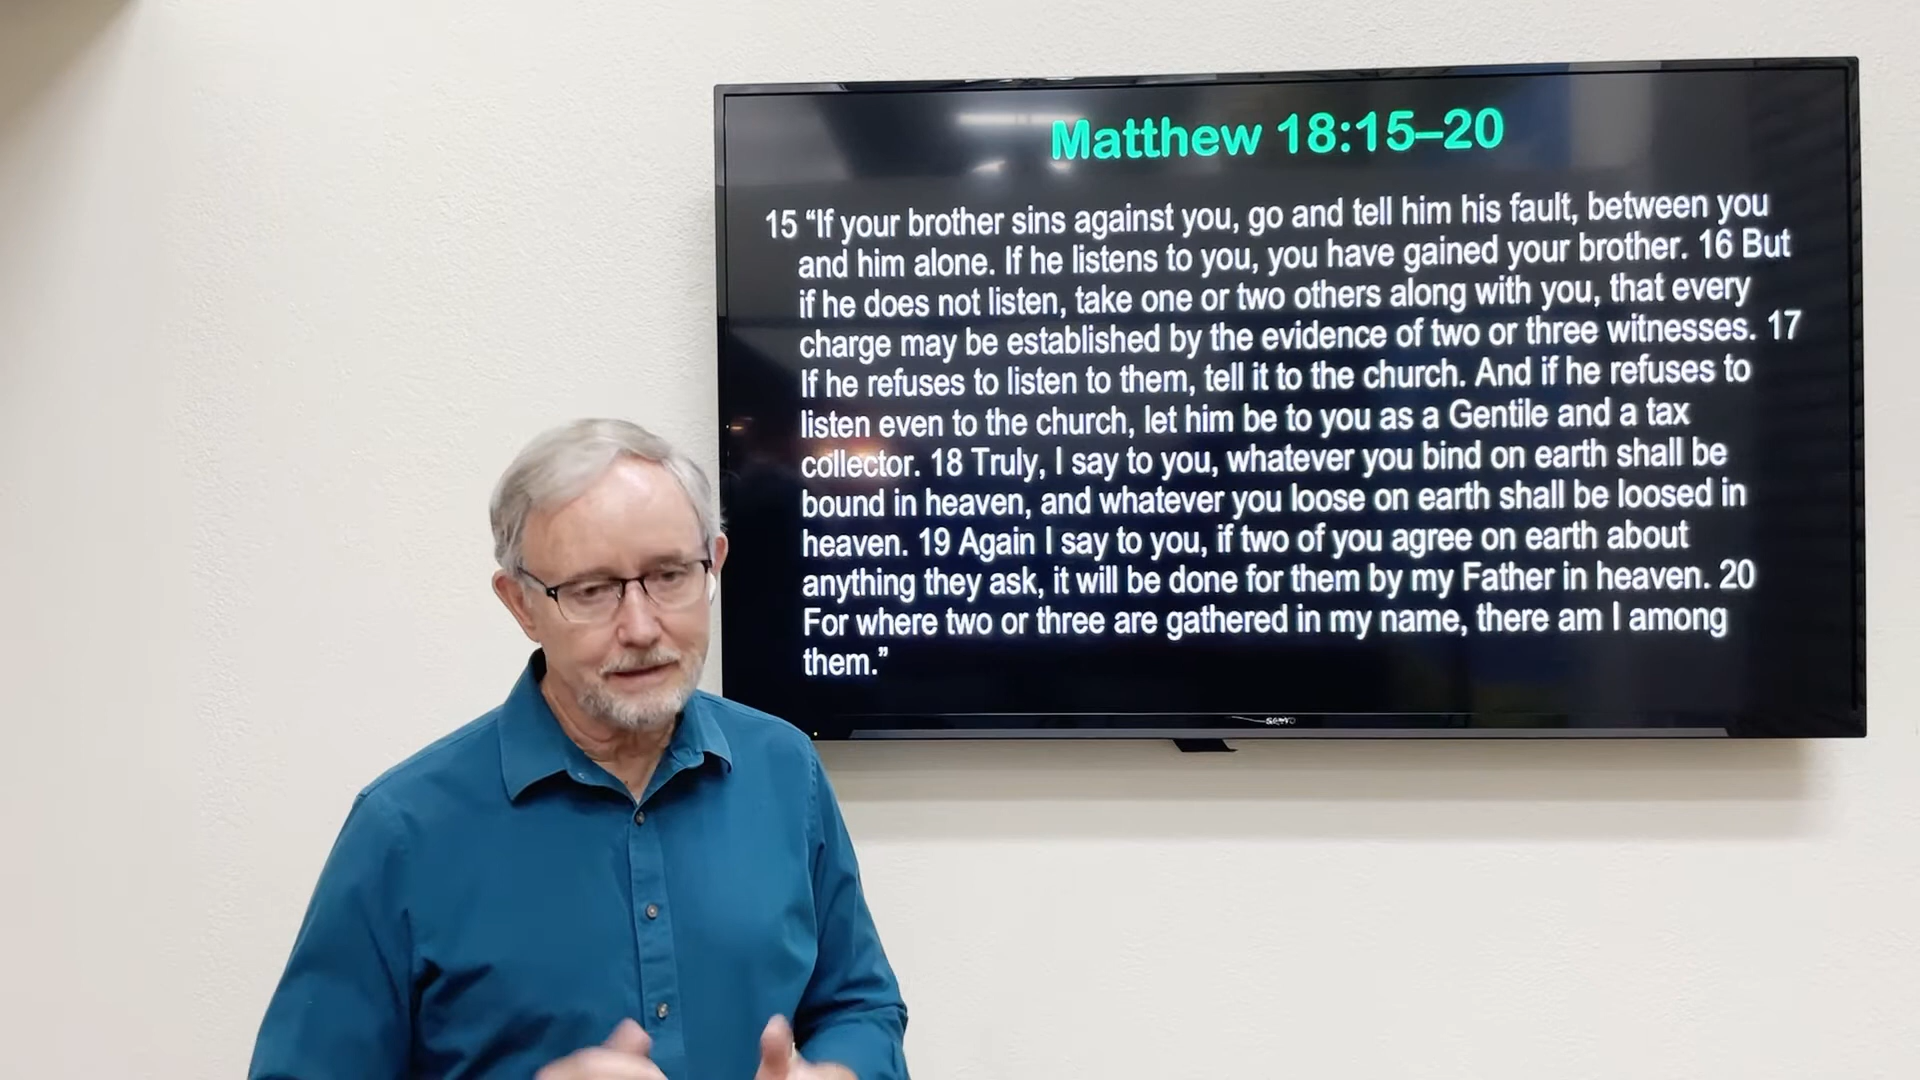 Matthew 18:15–20
15 “If your brother sins against you, go and tell him his fault, between you
and him alone. If he listens to you, you have gained your brother. 16 But
if he does not listen, take one or two others along with you, that every
charge may be established by the evidence of two or three witnesses. 17
If he refuses to listen to them, tell it to the church. And if he refuses to
listen even to the church, let him be to you as a Gentile and a tax
collector. 18 Truly, I say to you, whatever you bind on earth shall be
bound in heaven, and whatever you loose on earth shall be loosed in
heaven. 19 Again I say to you, if two of you agree on earth about
anything they ask, it will be done for them by my Father in heaven. 20
For where two or three are gathered in my name, there am I among
them.”